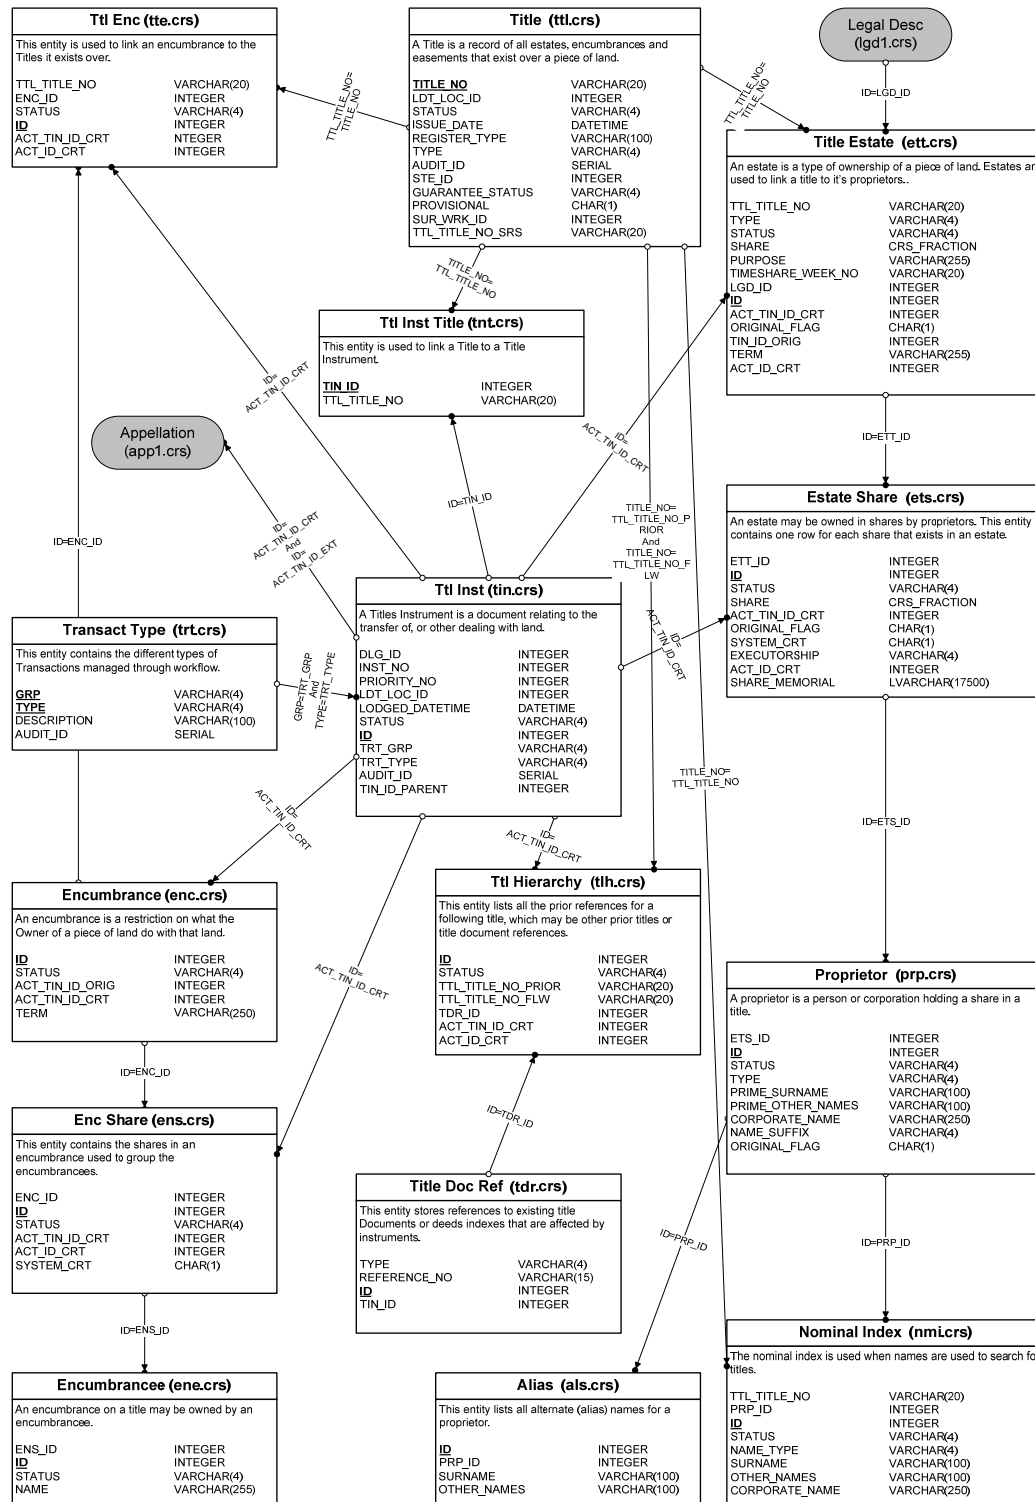 Ttl Enc (tte.crs)
This entity is used to link an encumbrance to the
Titles it exists over.
TTL_TITLE_NO VARCHAR(20)
ENC_ID INTEGER
STATUS VARCHAR(4)
ID INTEGER
ACT_TIN_ID_CRT NTEGER
ACT_ID_CRT INTEGER
TTL_TITLE_NO=
TITLE_NO
Title (ttl.crs)
A Title is a record of all estates, encumbrances and
easements that exist over a piece of land.
TITLE_NO VARCHAR(20)
LDT_LOC_ID INTEGER
STATUS VARCHAR(4)
ISSUE_DATE DATETIME
REGISTER_TYPE VARCHAR(100)
TYPE VARCHAR(4)
AUDIT_ID SERIAL
STE_ID INTEGER
GUARANTEE_STATUS VARCHAR(4)
PROVISIONAL CHAR(1)
SUR_WRK_ID INTEGER
TTL_TITLE_NO_SRS VARCHAR(20)
Legal Desc
(lgd1.crs)
TTL_TITLE_NO=
TITLE_NO
ID=LGD_ID
Title Estate (ett.crs)
An estate is a type of ownership of a piece of land. Estates ar
used to link a title to it's proprietors..
TTL_TITLE_NO VARCHAR(20)
TYPE VARCHAR(4)
STATUS VARCHAR(4)
SHARE CRS_FRACTION
PURPOSE VARCHAR(255)
TIMESHARE_WEEK_NO VARCHAR(20)
LGD_ID INTEGER
ID INTEGER
ACT_TIN_ID_CRT INTEGER
ORIGINAL_FLAG CHAR(1)
TIN_ID_ORIG INTEGER
TERM VARCHAR(255)
ACT_ID_CRT INTEGER
TITLE_NO=
TTL_TITLE_NO
Ttl Inst Title (tnt.crs)
This entity is used to link a Title to a Title
Instrument.
TIN_ID INTEGER
TTL_TITLE_NO VARCHAR(20)
ID=
ACT_TIN_ID_CRT
Appellation
(app1.crs)
ID=
ACT_TIN_ID_CRT
And
ID=
ACT_TIN_ID_EXT
ID=TIN_ID
ID=
ACT_TIN_ID_CRT
TITLE_NO=
TTL_TITLE_NO_P
RIOR
And
TITLE_NO=
TTL_TITLE_NO_F
LW
ID=ETT_ID
Estate Share (ets.crs)
An estate may be owned in shares by proprietors. This entity
contains one row for each share that exists in an estate.
ETT_ID INTEGER
ID INTEGER
STATUS VARCHAR(4)
SHARE CRS_FRACTION
ACT_TIN_ID_CRT INTEGER
ORIGINAL_FLAG CHAR(1)
SYSTEM_CRT CHAR(1)
EXECUTORSHIP VARCHAR(4)
ACT_ID_CRT INTEGER
SHARE_MEMORIAL LVARCHAR(17500)
ID=ENC_ID
Transact Type (trt.crs)
This entity contains the different types of
Transactions managed through workflow.
GRP VARCHAR(4)
TYPE VARCHAR(4)
DESCRIPTION VARCHAR(100)
AUDIT_ID SERIAL
GRP=TRT_GRP
And
TYPE=TRT_TYPE
Ttl Inst (tin.crs)
A Titles Instrument is a document relating to the
transfer of, or other dealing with land.
DLG_ID INTEGER
INST_NO INTEGER
PRIORITY_NO INTEGER
LDT_LOC_ID INTEGER
LODGED_DATETIME DATETIME
STATUS VARCHAR(4)
ID INTEGER
TRT_GRP VARCHAR(4)
TRT_TYPE VARCHAR(4)
AUDIT_ID SERIAL
TIN_ID_PARENT INTEGER
ID=
ACT_TIN_ID_CRT
TITLE_NO=
TTL_TITLE_NO
ID=
ACT_TIN_ID_CRT
ID=
ACT_TIN_ID_CRT
ID=ETS_ID
Encumbrance (enc.crs)
An encumbrance is a restriction on what the
Owner of a piece of land do with that land.
ID INTEGER
STATUS VARCHAR(4)
ACT_TIN_ID_ORIG INTEGER
ACT_TIN_ID_CRT INTEGER
TERM VARCHAR(250)
ID=
ACT_TIN_ID_CRT
Ttl Hierarchy (tlh.crs)
This entity lists all the prior references for a
following title, which may be other prior titles or
title document references.
ID INTEGER
STATUS VARCHAR(4)
TTL_TITLE_NO_PRIOR VARCHAR(20)
TTL_TITLE_NO_FLW VARCHAR(20)
TDR_ID INTEGER
ACT_TIN_ID_CRT INTEGER
ACT_ID_CRT INTEGER
Proprietor (prp.crs)
A proprietor is a person or corporation holding a share in a
title.
ETS_ID INTEGER
ID INTEGER
STATUS VARCHAR(4)
TYPE VARCHAR(4)
PRIME_SURNAME VARCHAR(100)
PRIME_OTHER_NAMES VARCHAR(100)
CORPORATE_NAME VARCHAR(250)
NAME_SUFFIX VARCHAR(4)
ORIGINAL_FLAG CHAR(1)
ID=ENC_ID
Enc Share (ens.crs)
This entity contains the shares in an
encumbrance used to group the
encumbrancees.
ENC_ID INTEGER
ID INTEGER
STATUS VARCHAR(4)
ACT_TIN_ID_CRT INTEGER
ACT_ID_CRT INTEGER
SYSTEM_CRT CHAR(1)
ID=TDR_ID
Title Doc Ref (tdr.crs)
This entity stores references to existing title
Documents or deeds indexes that are affected by
instruments.
TYPE VARCHAR(4)
REFERENCE_NO VARCHAR(15)
ID INTEGER
TIN_ID INTEGER
ID=PRP_ID
ID=PRP_ID
ID=ENS_ID
Encumbrancee (ene.crs)
An encumbrance on a title may be owned by an
encumbrancee.
ENS_ID INTEGER
ID INTEGER
STATUS VARCHAR(4)
NAME VARCHAR(255)
Alias (als.crs)
This entity lists all alternate (alias) names for a
proprietor.
ID INTEGER
PRP_ID INTEGER
SURNAME VARCHAR(100)
OTHER_NAMES VARCHAR(100)
Nominal Index (nmi.crs)
The nominal index is used when names are used to search fo
titles.
TTL_TITLE_NO VARCHAR(20)
PRP_ID INTEGER
ID INTEGER
STATUS VARCHAR(4)
NAME_TYPE VARCHAR(4)
SURNAME VARCHAR(100)
OTHER_NAMES VARCHAR(100)
CORPORATE_NAME VARCHAR(250)